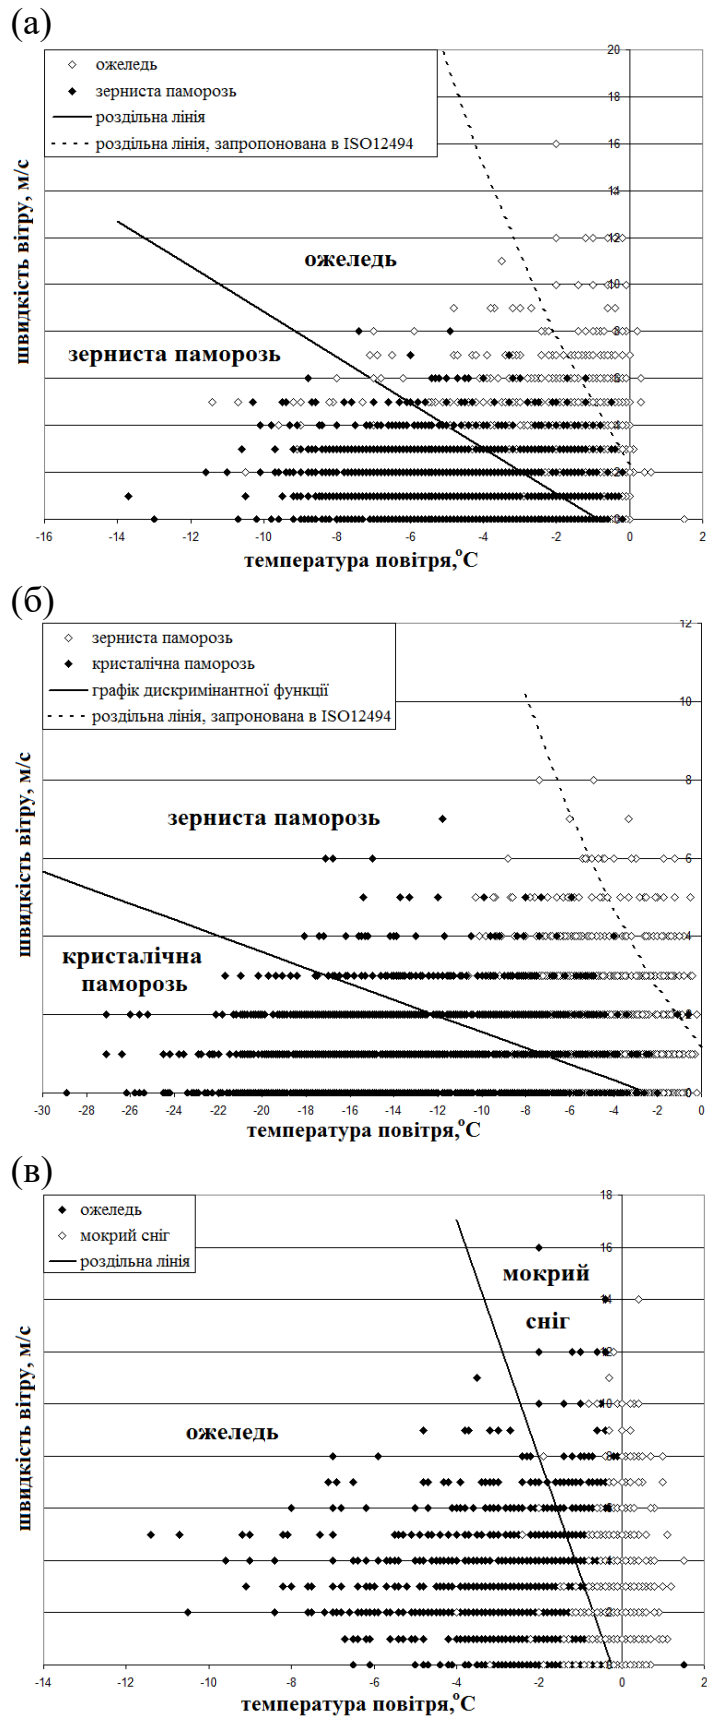 (а)
ожеледь
зерниста паморозь
роздільна лінія
роздільна лінія, запропонована в ISO12494
20
18
16
14
12
10
8
6
4
2
0
ожеледь
зерниста паморозь
швидкість вітру, м/с
-16 -14 -12 -10 -8 -6 -4 -2 0 2
температура повітря,°С
(б)
зерниста паморозь
кристалічна паморозь
графік дискримінантної функції
роздільна лінія, запронована в ISO12494
12
10
8
6
4
2
0
зерниста паморозь
кристалічна
паморозь
швидкість вітру, м/с
-30 -28 -26 -24 -22 -20 -18 -16 -14 -12 -10 -8 -6 -4 -2 0
температура повітря,°С
(в)
ожеледь
мокрий сніг
роздільна лінія
18
16
14
12
10
8
6
4
2
0
мокрий
сніг
ожеледь
швидкість вітру, м/с
-14 -12 -10 -8 -6 -4 -2 0 2
температура повітря,°С